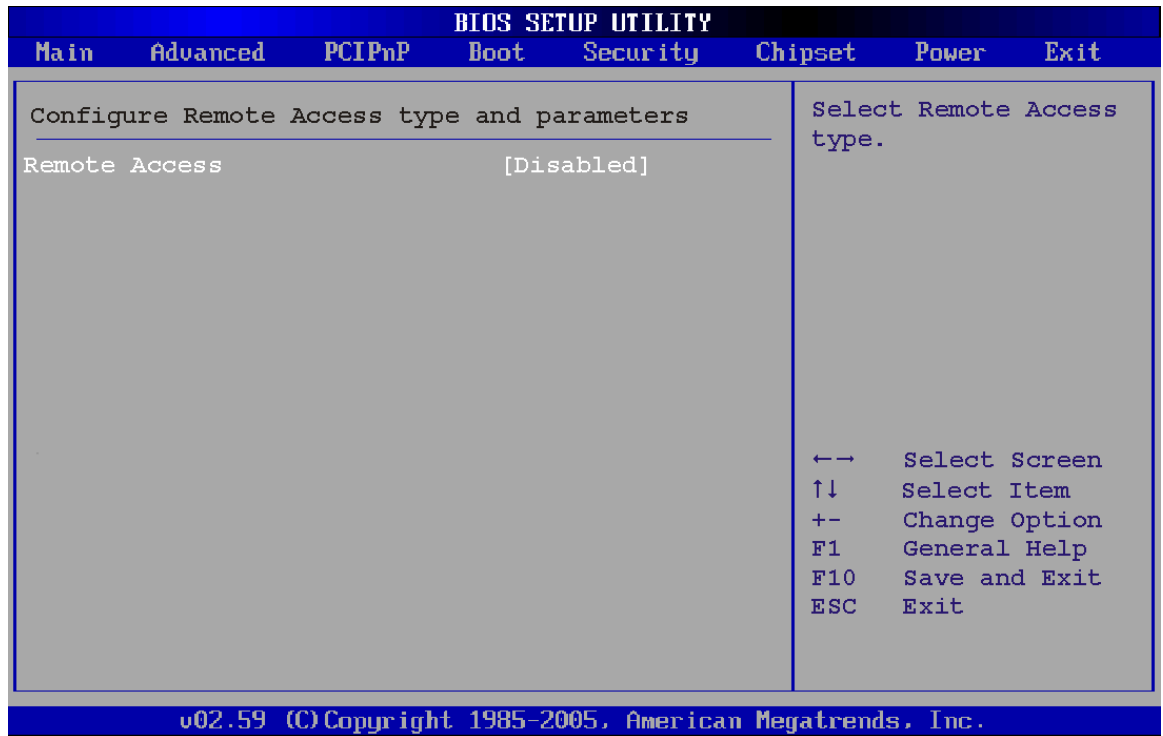 BIOS SETUP UTILITY
Main Advanced PCIPnP Boot Security Chipset Power Exit
Configure Remote Access type and parameters
Remote Access [Disabled]
Select Remote Access
type.
←→ Select Screen
↑↓ Select Item
+- Change Option
F1 General Help
F10 Save and Exit
ESC Exit
v02.59 (C)Copyright 1985-2005, American Megatrends, Inc.